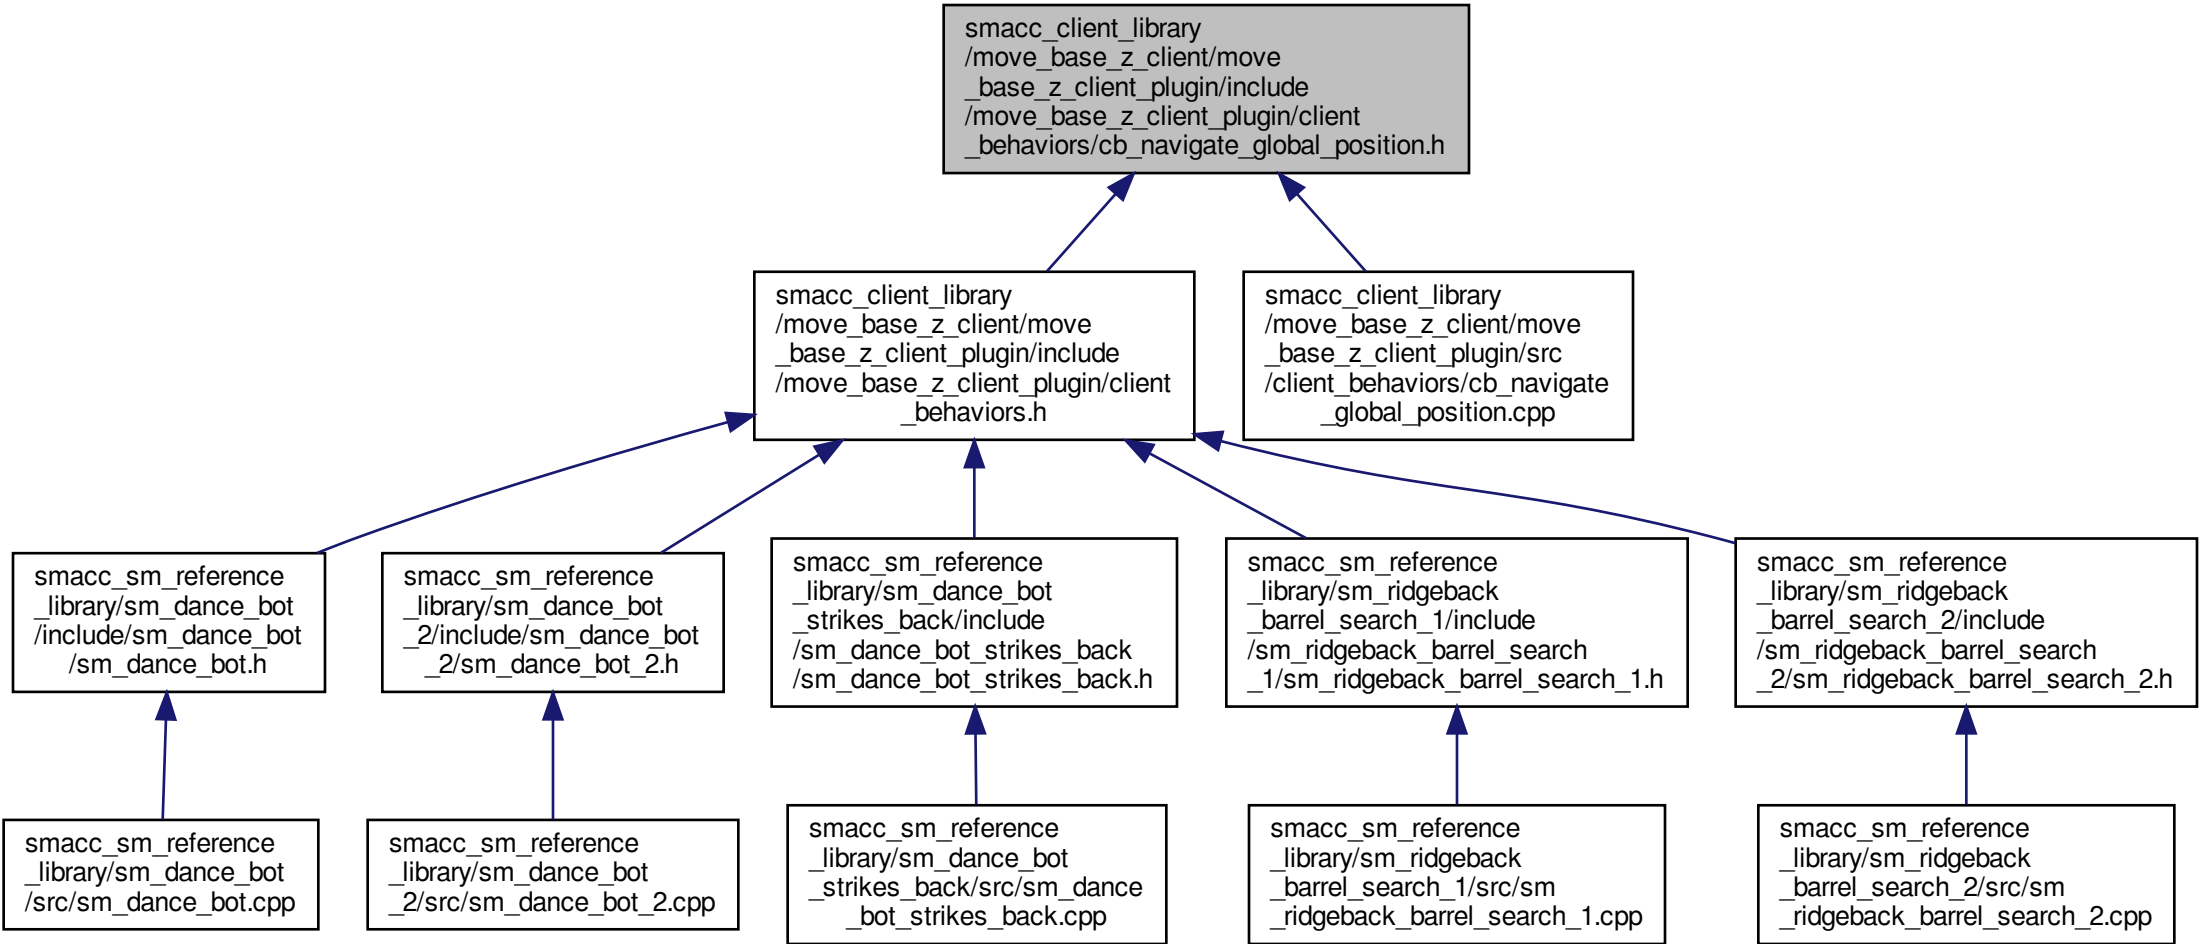 smacc_client_library
/move_base_z_client/move
_base_z_client_plugin/include
/move_base_z_client_plugin/client
_behaviors/cb_navigate_global_position.h
smacc_client_library
/move_base_z_client/move
_base_z_client_plugin/include
/move_base_z_client_plugin/client
_behaviors.h
smacc_client_library
/move_base_z_client/move
_base_z_client_plugin/src
/client_behaviors/cb_navigate
_global_position.cpp
smacc_sm_reference
_library/sm_dance_bot
/include/sm_dance_bot
/sm_dance_bot.h
smacc_sm_reference
_library/sm_dance_bot
_2/include/sm_dance_bot
_2/sm_dance_bot_2.h
smacc_sm_reference
_library/sm_dance_bot
_strikes_back/include
/sm_dance_bot_strikes_back
/sm_dance_bot_strikes_back.h
smacc_sm_reference
_library/sm_ridgeback
_barrel_search_1/include
/sm_ridgeback_barrel_search
_1/sm_ridgeback_barrel_search_1.h
smacc_sm_reference
_library/sm_ridgeback
_barrel_search_2/include
/sm_ridgeback_barrel_search
_2/sm_ridgeback_barrel_search_2.h
smacc_sm_reference
_library/sm_dance_bot
/src/sm_dance_bot.cpp
smacc_sm_reference
_library/sm_dance_bot
_2/src/sm_dance_bot_2.cpp
smacc_sm_reference
_library/sm_dance_bot
_strikes_back/src/sm_dance
_bot_strikes_back.cpp
smacc_sm_reference
_library/sm_ridgeback
_barrel_search_1/src/sm
_ridgeback_barrel_search_1.cpp
smacc_sm_reference
_library/sm_ridgeback
_barrel_search_2/src/sm
_ridgeback_barrel_search_2.cpp